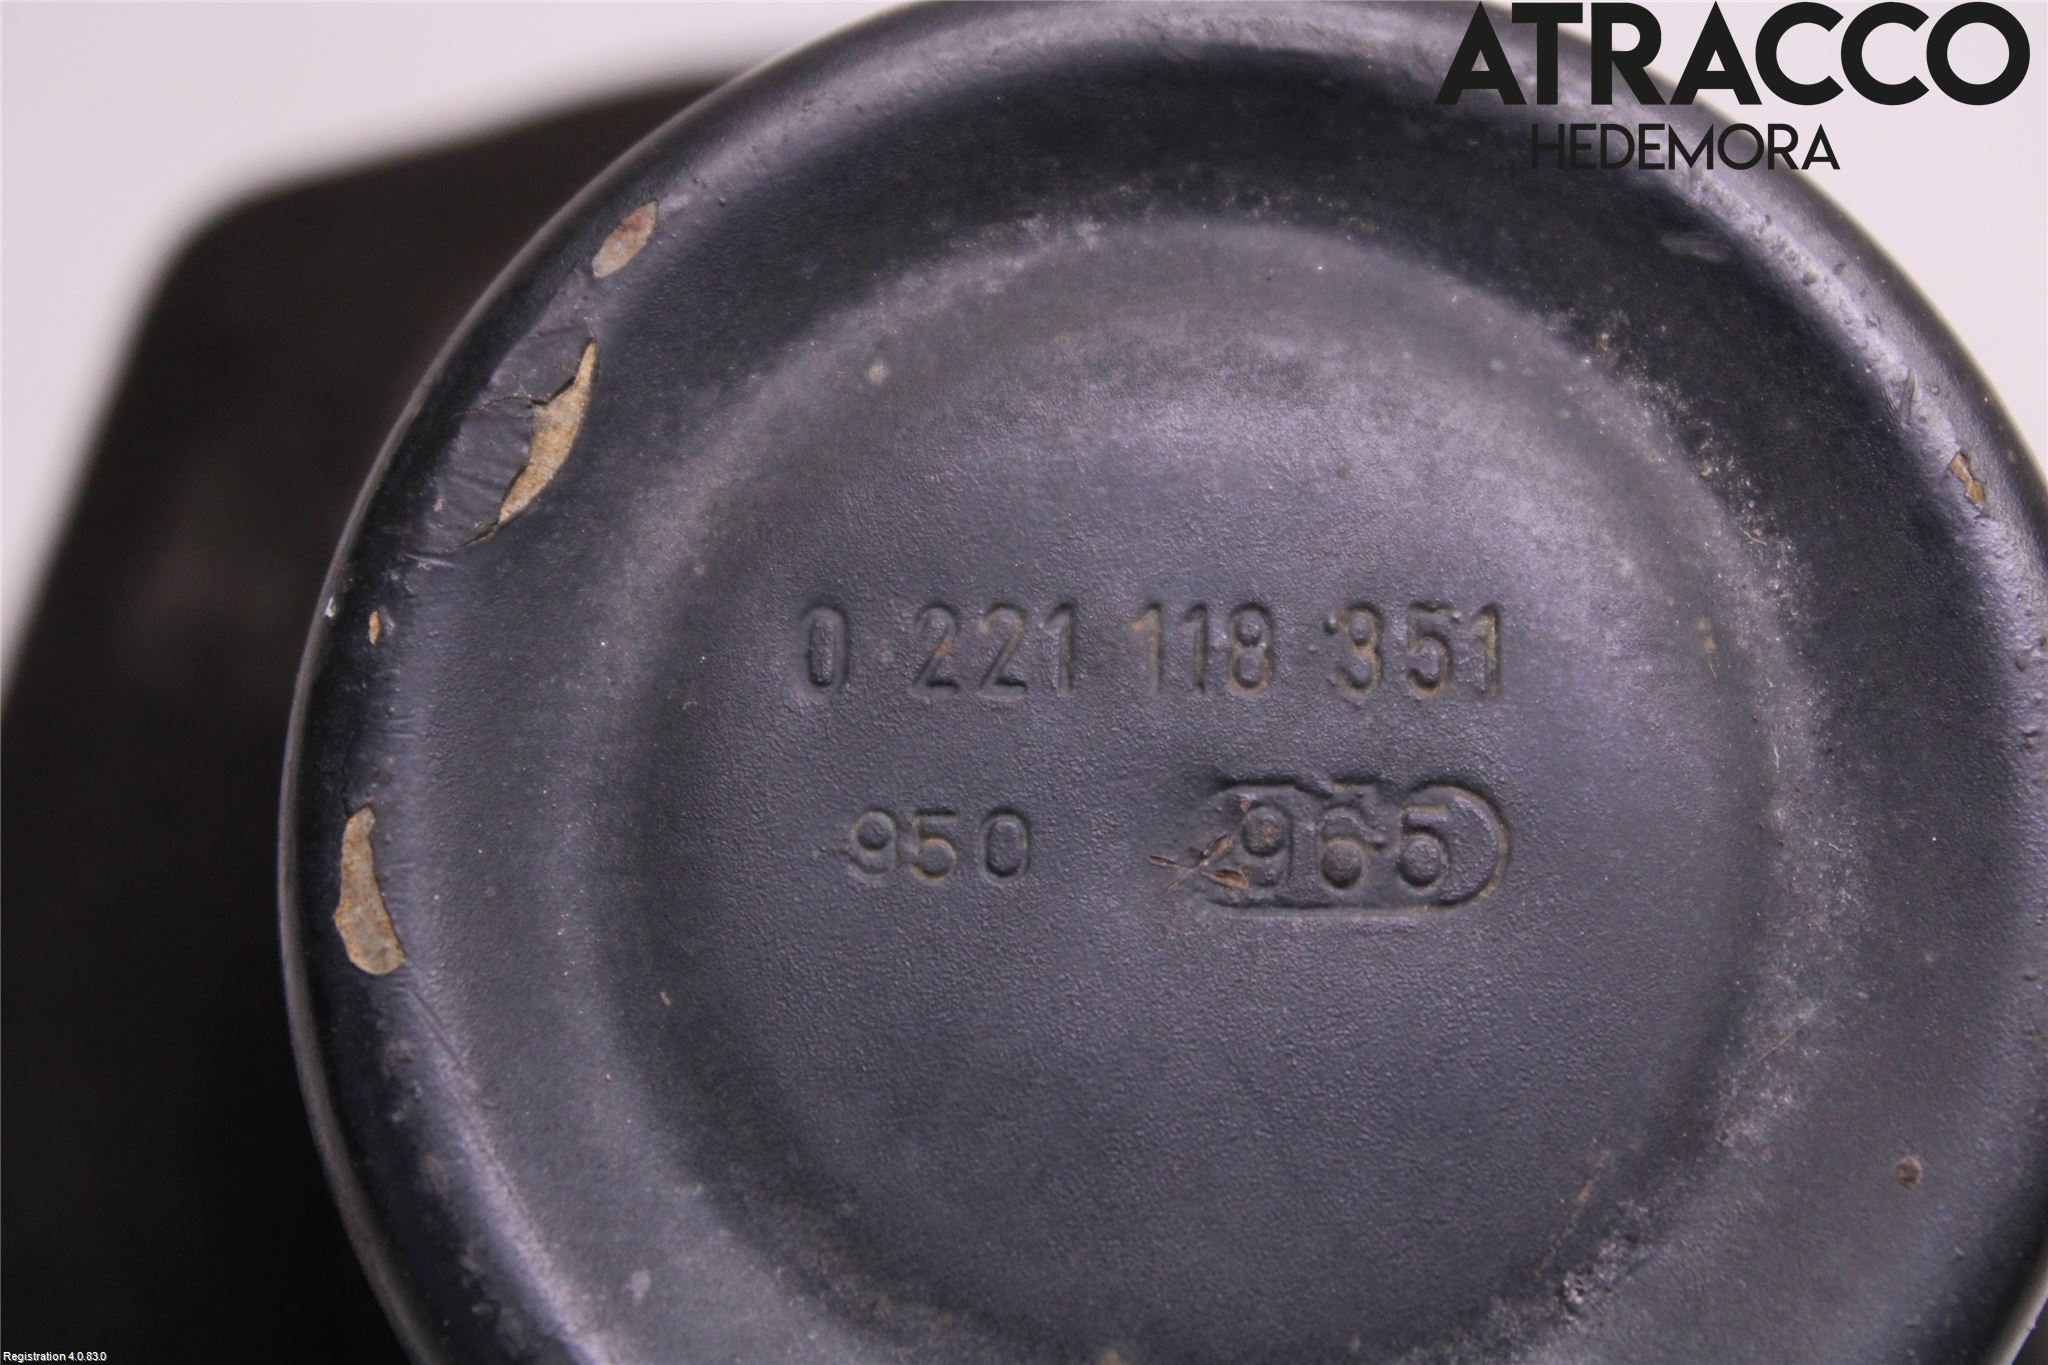 ATRACCO
HEDEMORA
0 221 118 351
950 965
Registration 4.0.83.0